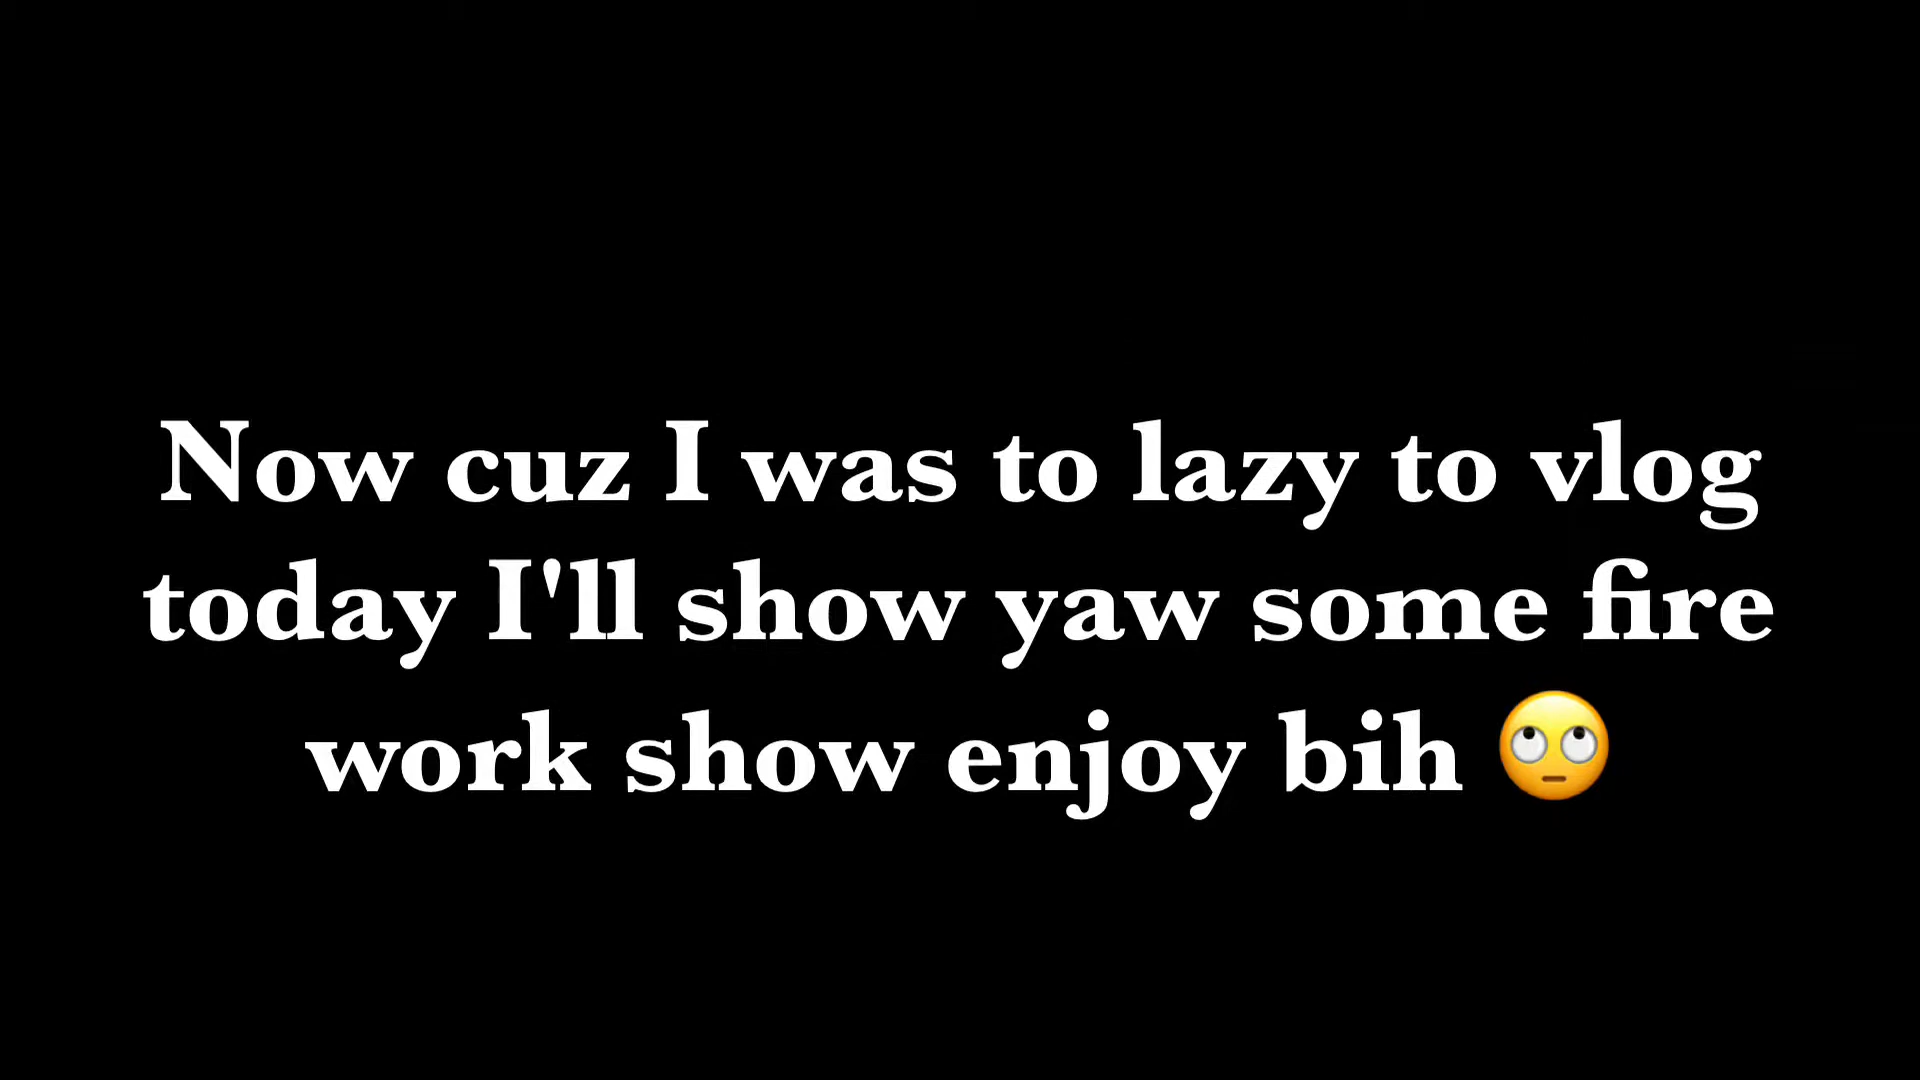 Now cuz I was to lazy to vlog
today I'll show yaw some fire
work show enjoy bih 🙄